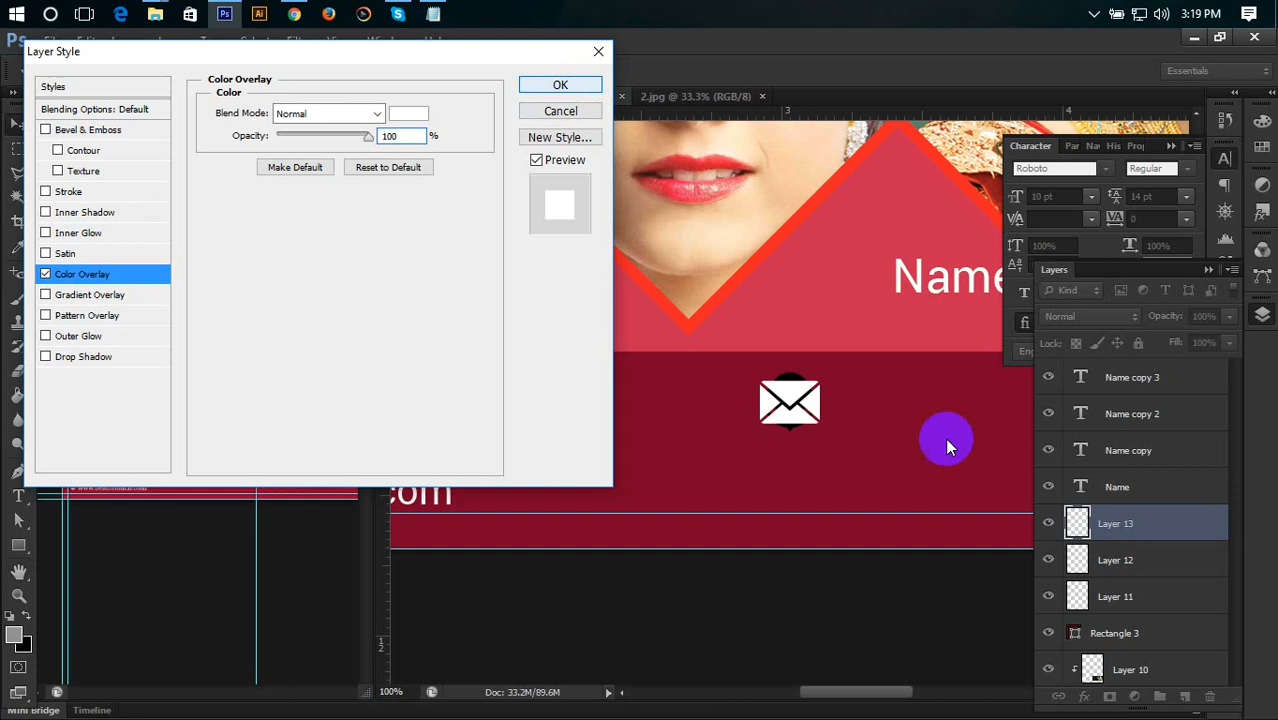 3:19 PM
Ps
Layer Style
Essentials
Styles
Color Overlay
Color
OK
Blending Options: Default
Blend Mode: Normal
Cancel
2.jpg @ 33.3% (RGB/8)
3
4
Bevel & Emboss
Opacity: 100 %
New Style...
Contour
Make Default
Reset to Default
Preview
Character
Texture
Roboto
Regular
Stroke
10 pt
14 pt
Inner Shadow
0
Inner Glow
100%
100%
Satin
Color Overlay
Name
Layers
Gradient Overlay
Kind
Pattern Overlay
Normal
Opacity: 100%
Outer Glow
Lock:
Fill: 100%
Drop Shadow
Name copy 3
Name copy 2
Name copy
Name
com
Layer 13
Layer 12
Layer 11
Rectangle 3
Layer 10
100%
Doc: 33.2M/89.6M
Mini Bridge
Timeline